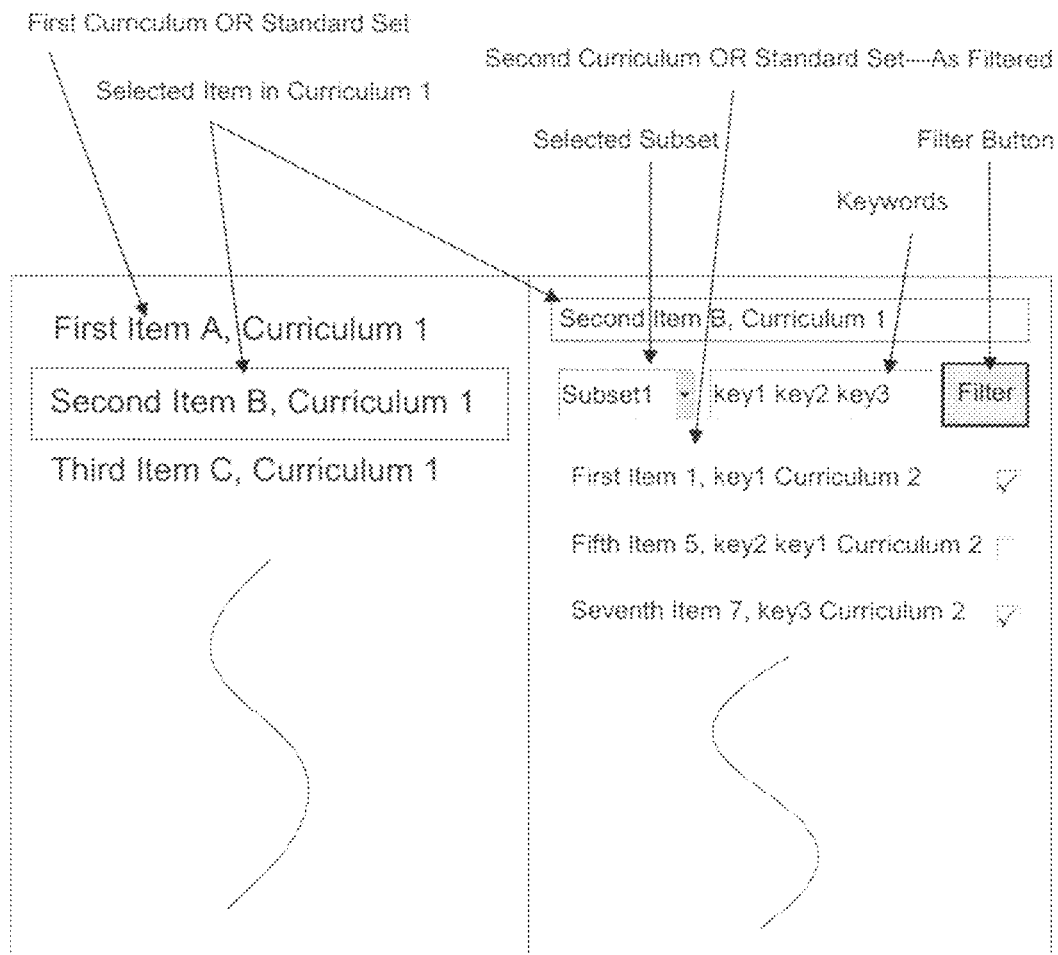 First Curriculum OR Standard Set
Second Curriculum OR Standard Set----As Filtered
Selected Item in Curriculum 1
Selected Subset
Filter Button
Keywords
First Item A, Curriculum 1
Second Item B, Curriculum 1
Third Item C, Curriculum 1
Second Item B, Curriculum 1
Subset1
key1 key2 key3
Filter
First Item 1, key1 Curriculum 2
Fifth Item 5, key2 key1 Curriculum 2
Seventh Item 7, key3 Curriculum 2